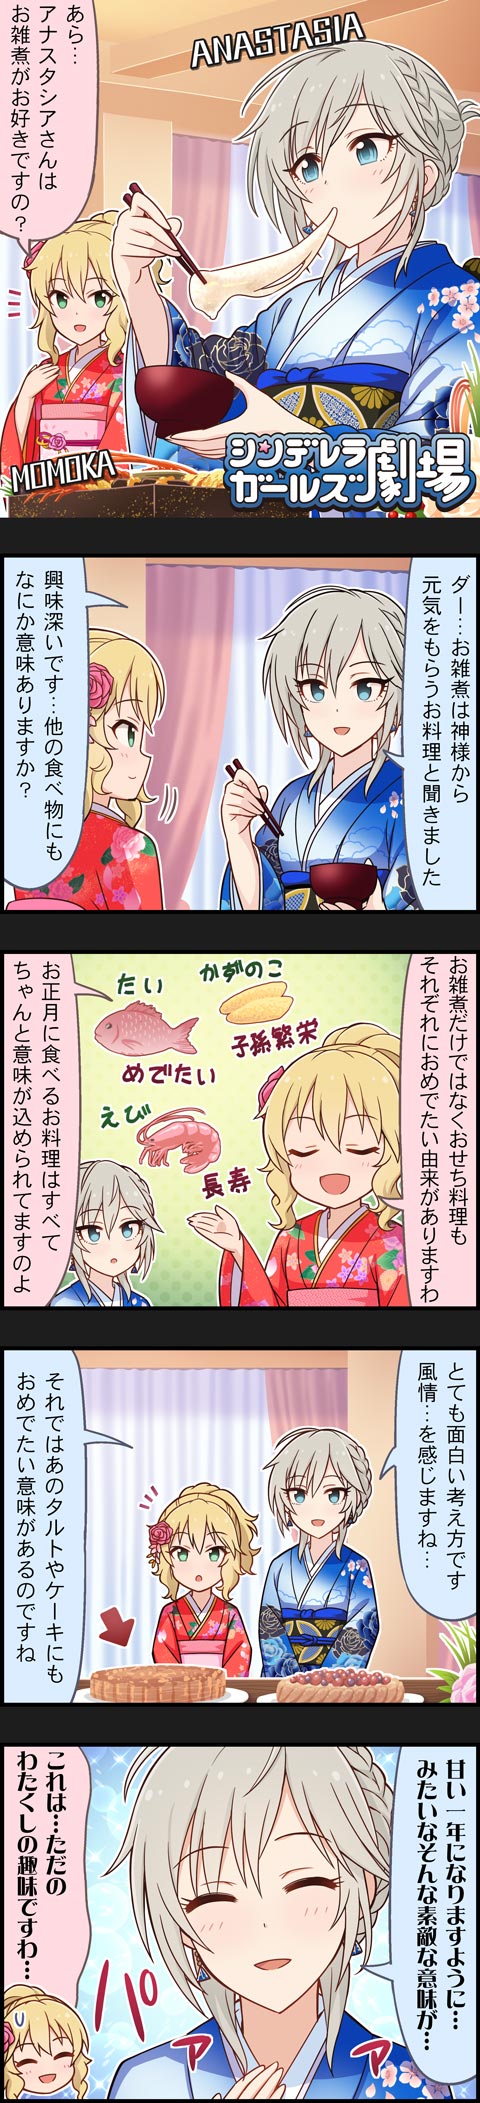 ANASTASIA
あら…
アナスタシアさんは
お雑煮がお好きですの？
MOMOKA
シンデレラ
ガールズ劇場
ダー…お雑煮は神様から
元気をもらうお料理と聞きました
興味深いです…他の食べ物にも
なにか意味ありますか？
お雑煮だけではなくおせち料理も
それぞれにおめでたい由来がありますわ
かずのこ
子孫繁栄
たい
めでたい
えび
長寿
お正月に食べるお料理はすべて
ちゃんと意味が込められてますのよ
とても面白い考え方です
風情…を感じますね…
それではあのタルトやケーキにも
おめでたい意味があるのですね
甘い一年になりますように…
みたいなそんな素敵な意味が…
パアア
これは…ただの
わたくしの趣味ですわ…